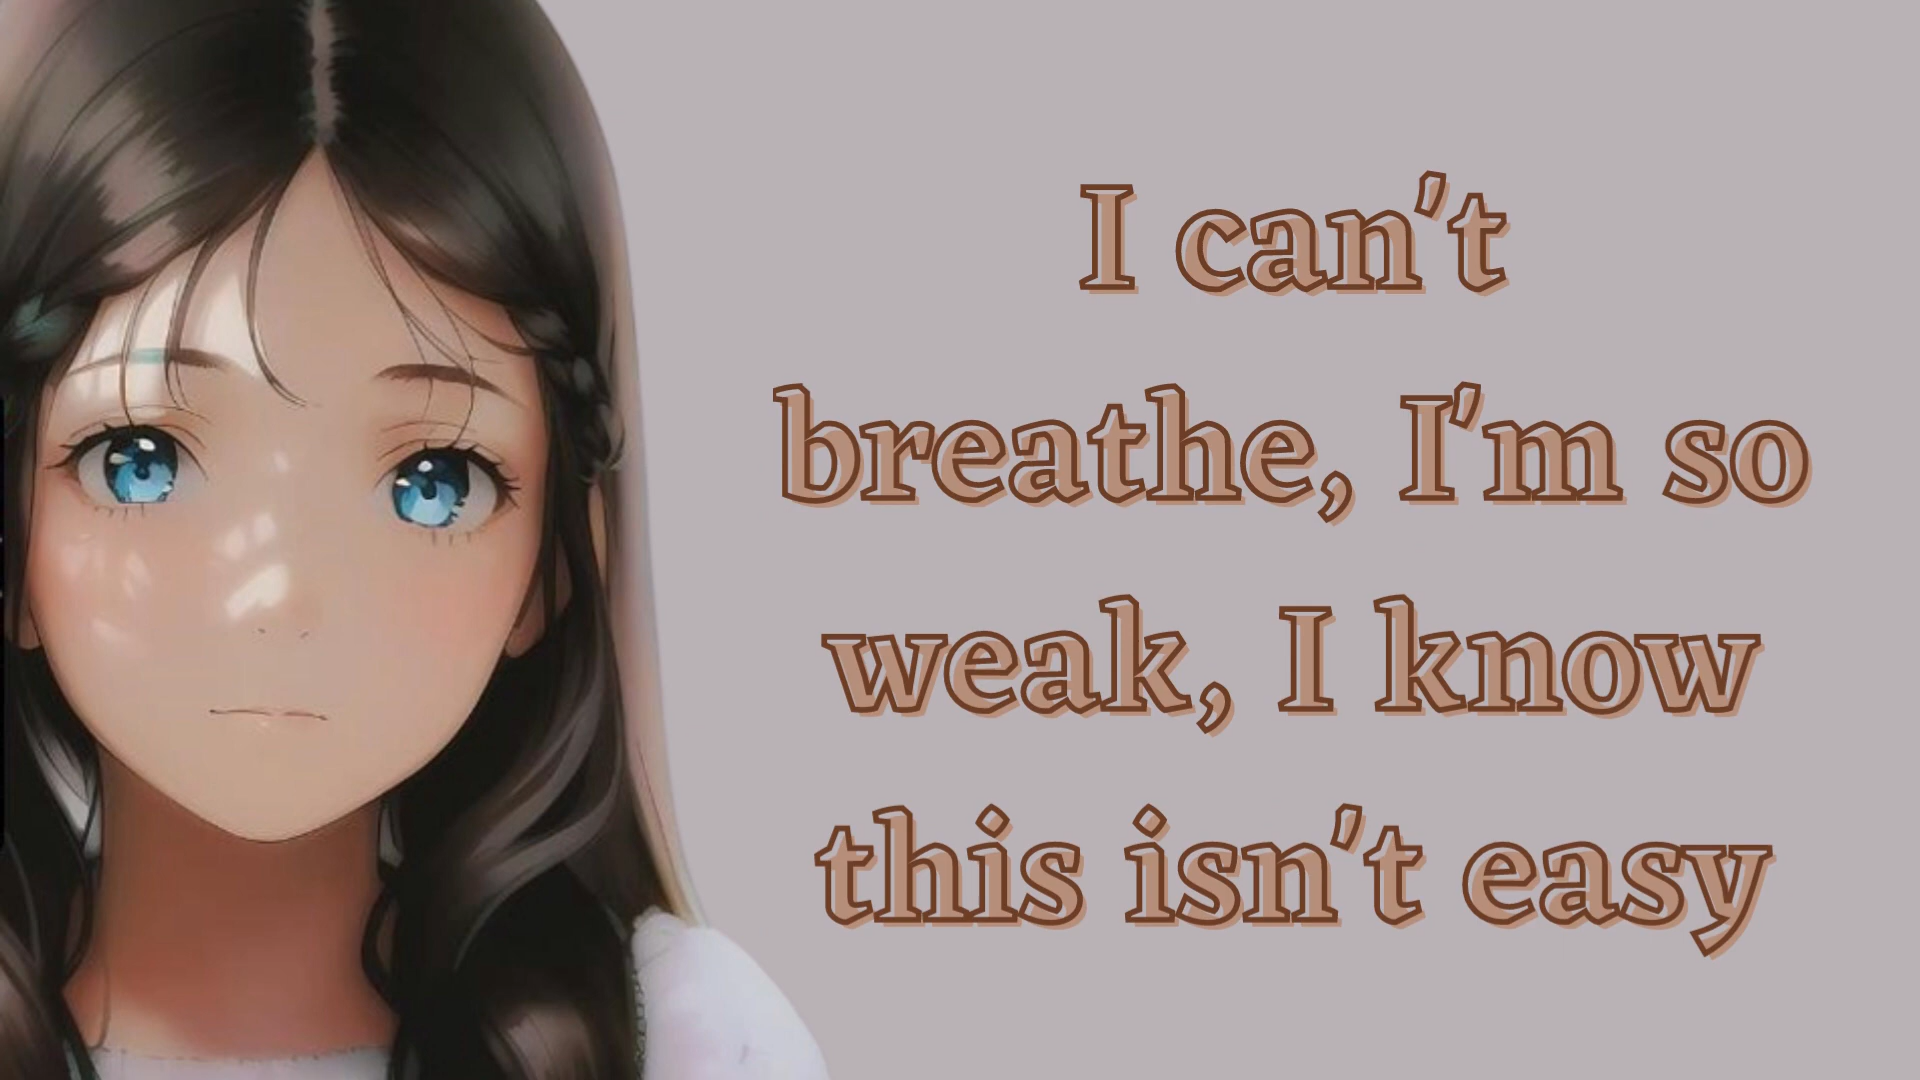 I can't
breathe, I'm so
weak, I know
this isn't easy